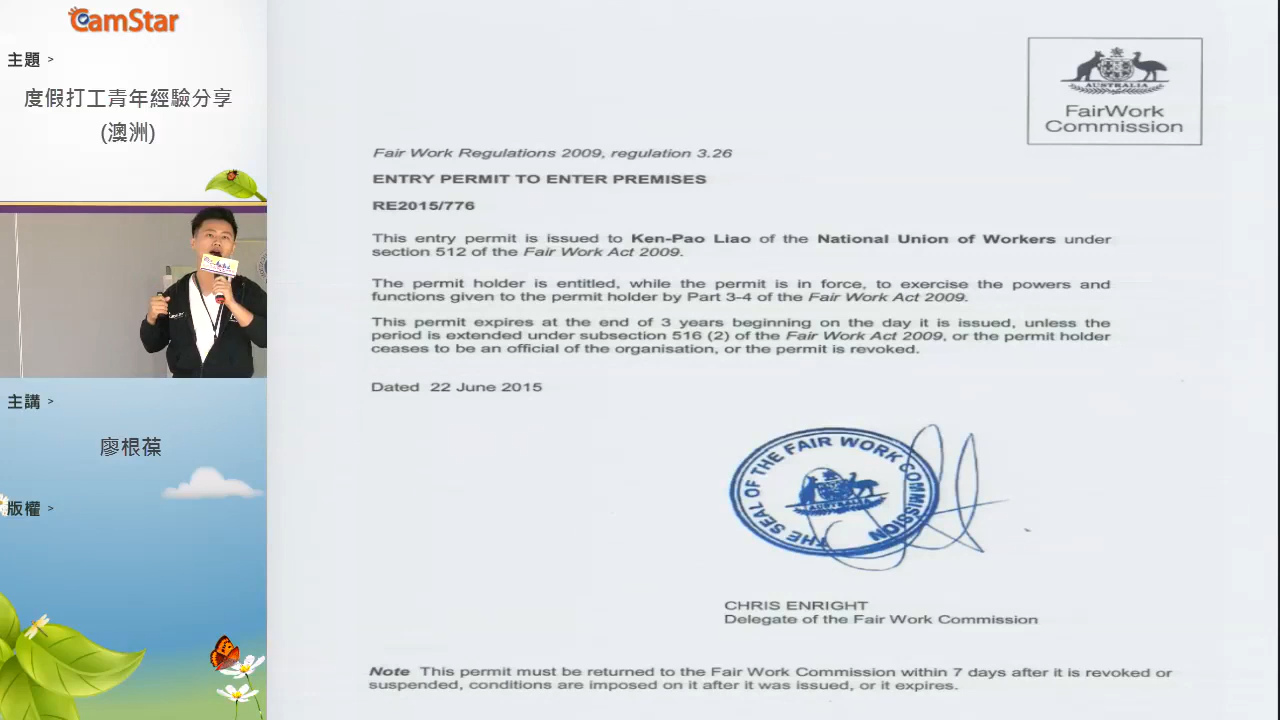 CamStar
主題 >
度假打工青年經驗分享
(澳洲)
主講 >
廖根葆
版權 >
AUSTRALIA
FairWork
Commission
Fair Work Regulations 2009, regulation 3.26
ENTRY PERMIT TO ENTER PREMISES
RE2015/776
This entry permit is issued to Ken-Pao Liao of the National Union of Workers under
section 512 of the Fair Work Act 2009.
The permit holder is entitled, while the permit is in force, to exercise the powers and
functions given to the permit holder by Part 3-4 of the Fair Work Act 2009.
This permit expires at the end of 3 years beginning on the day it is issued, unless the
period is extended under subsection 516 (2) of the Fair Work Act 2009, or the permit holder
ceases to be an official of the organisation, or the permit is revoked.
Dated 22 June 2015
THE SEAL OF THE FAIR WORK COMMISSION
AUSTRALIA
CHRIS ENRIGHT
Delegate of the Fair Work Commission
Note This permit must be returned to the Fair Work Commission within 7 days after it is revoked or
suspended, conditions are imposed on it after it was issued, or it expires.